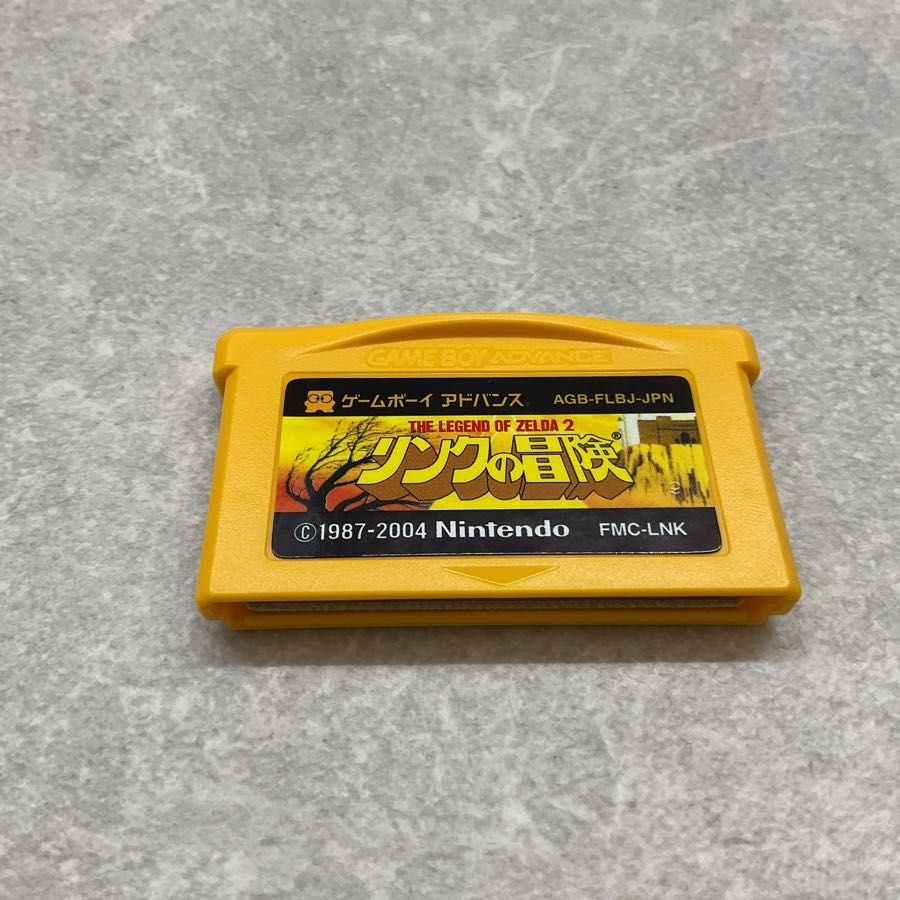 GAME BOY ADVANCE
ゲームボーイ アドバンス AGB-FLBJ-JPN
THE LEGEND OF ZELDA 2
リンクの冒険®
19
©1987-2004 Nintendo FMC-LNK